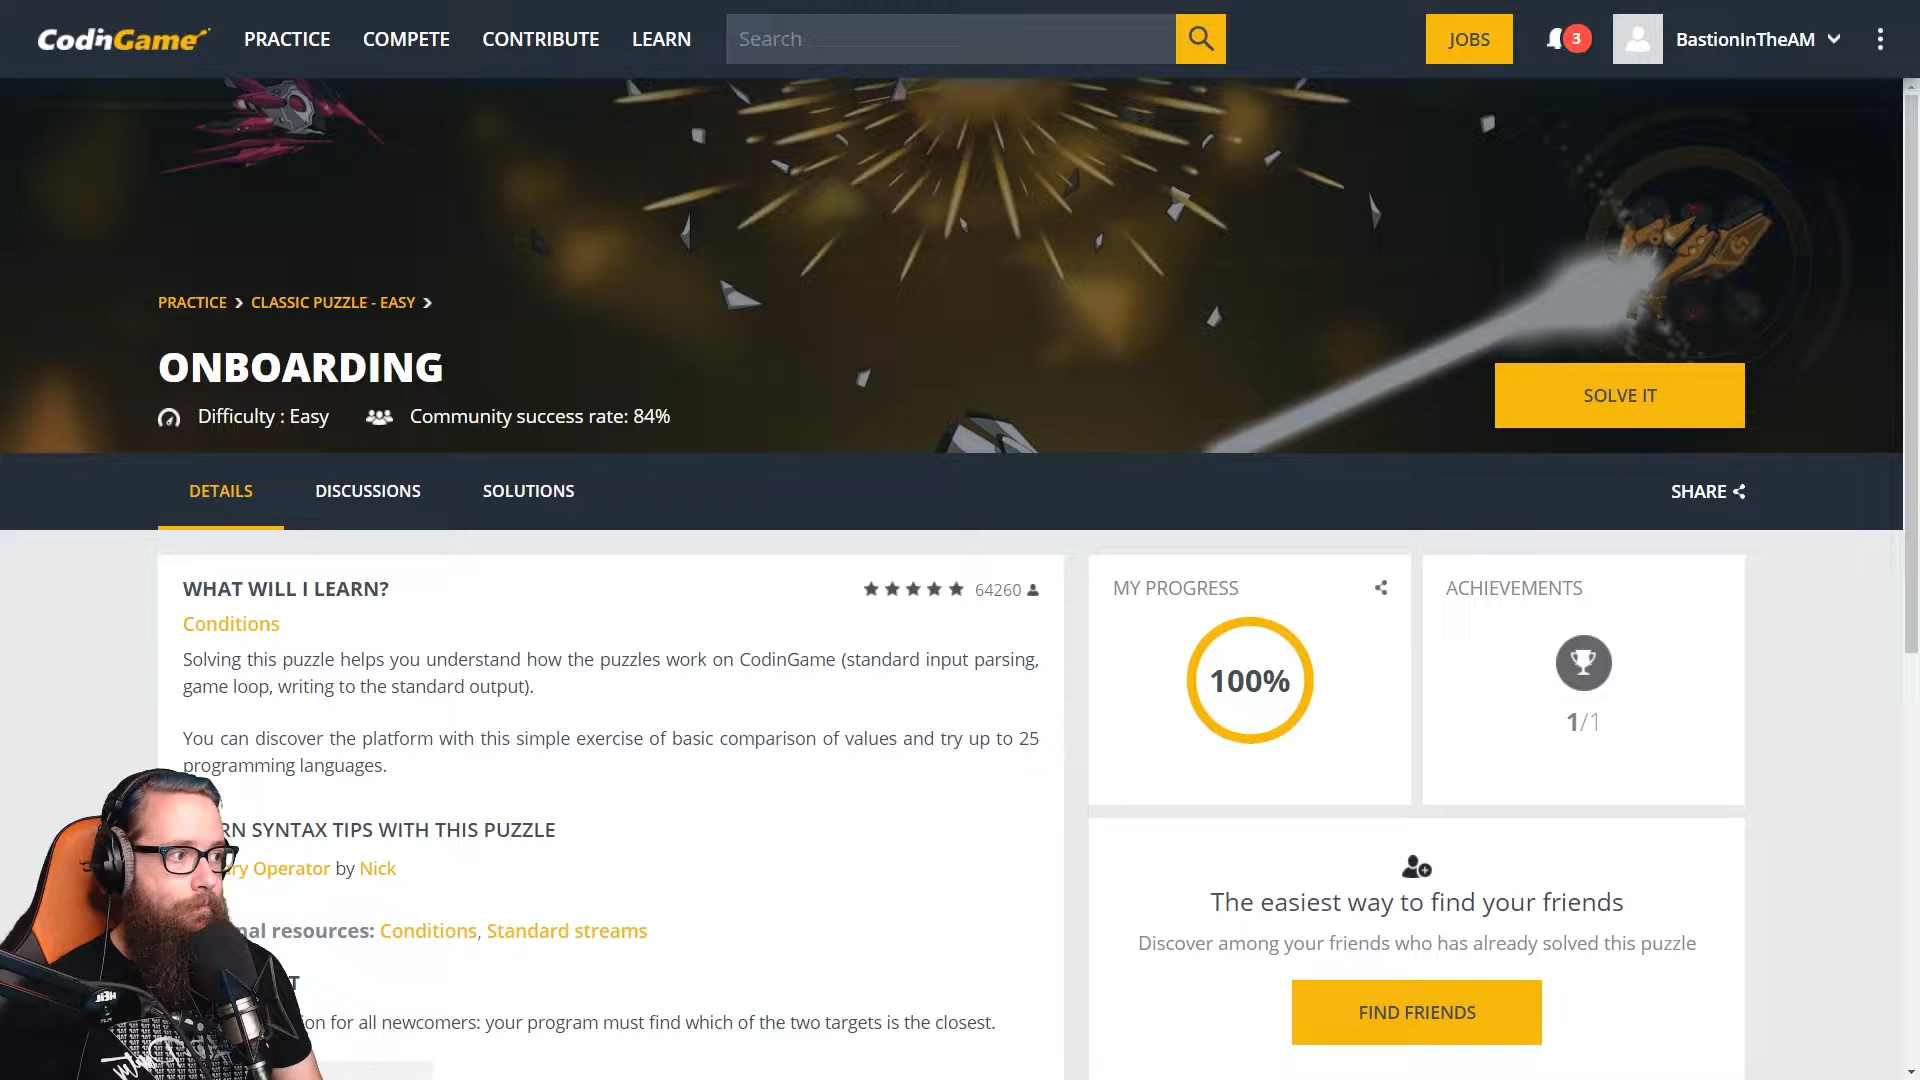 CodinGame PRACTICE COMPETE CONTRIBUTE LEARN Search JOBS 3 BastionInTheAM
PRACTICE CLASSIC PUZZLE - EASY
ONBOARDING
Difficulty : Easy Community success rate: 84%
SOLVE IT
DETAILS DISCUSSIONS SOLUTIONS SHARE
WHAT WILL I LEARN? 64260
Conditions
Solving this puzzle helps you understand how the puzzles work on CodinGame (standard input parsing,
game loop, writing to the standard output).
You can discover the platform with this simple exercise of basic comparison of values and try up to 25
programming languages.
RN SYNTAX TIPS WITH THIS PUZZLE
ry Operator by Nick
nal resources: Conditions, Standard streams
T
ion for all newcomers: your program must find which of the two targets is the closest.
MY PROGRESS
100%
ACHIEVEMENTS
1/1
The easiest way to find your friends
Discover among your friends who has already solved this puzzle
FIND FRIENDS